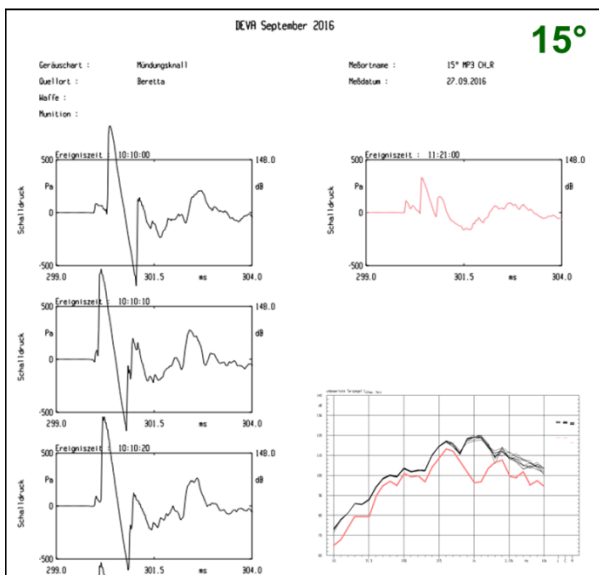 DEVA September 2016
15°
Geräuschart : Mündungsknall
Quellort : Beretta
Waffe :
Munition :
Meßortname : 15° MP3 CH_R
Meßdatum : 27.09.2016
Ereigniszeit : 10:10:00
500 148.0
Pa dB
Schalldruck
0
-500
299.0 301.5 ms 304.0
Ereigniszeit : 11:21:00
500 148.0
Pa dB
Schalldruck
0
-500
299.0 301.5 ms 304.0
Ereigniszeit : 10:10:10
500 148.0
Pa dB
Schalldruck
0
-500
299.0 301.5 ms 304.0
Ereigniszeit : 10:10:20
500 148.0
Pa dB
Schalldruck
0
-500
299.0 301.5 ms 304.0